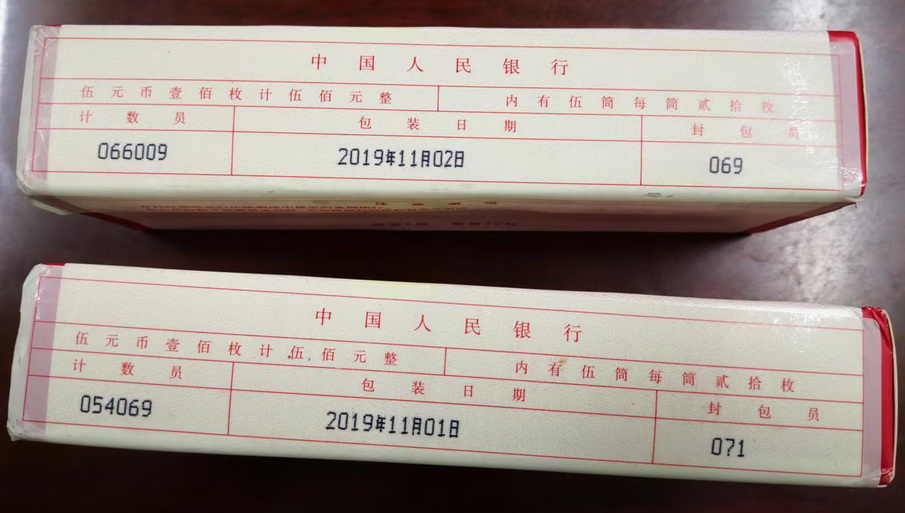 中国人民银行
伍元币壹佰枚计伍佰元整 内有伍筒每筒贰拾枚
计数员 包装日期 封包员
066009 2019年11月02日 069
中国人民银行
伍元币壹佰枚计伍佰元整 内有伍筒每筒贰拾枚
计数员 包装日期 封包员
054069 2019年11月01日 071